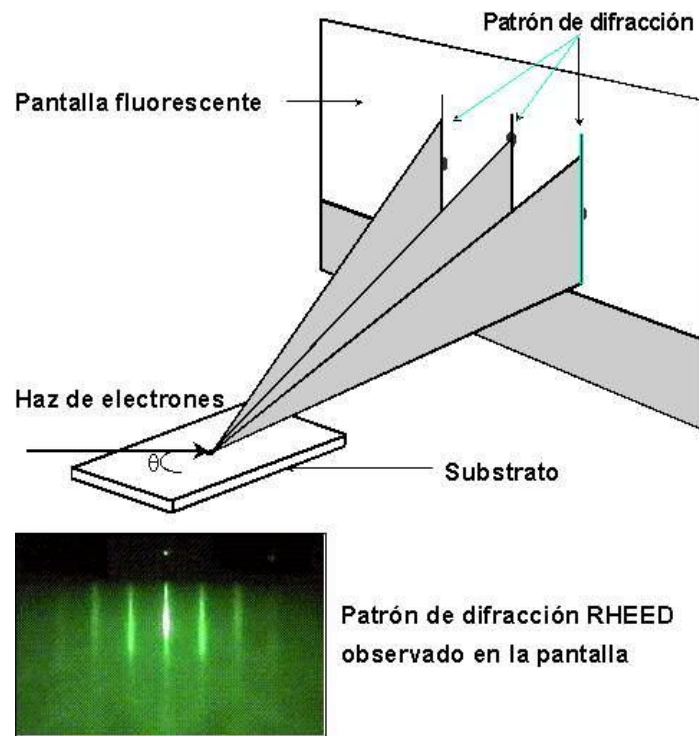 Patrón de difracción
Pantalla fluorescente
Haz de electrones
θ
Substrato
Patrón de difracción RHEED
observado en la pantalla